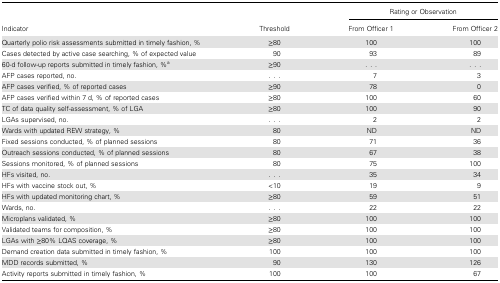 Rating or Observation
Indicator Threshold From Officer 1 From Officer 2
Quarterly polio risk assessments submitted in timely fashion, % ≥80 100 100
Cases detected by active case searching, % of expected value 90 93 89
60-d follow-up reports submitted in timely fashion, %a ≥90 . . . . . .
AFP cases reported, no. . . . 7 3
AFP cases verified, % of reported cases ≥90 78 0
AFP cases verified within 7 d, % of reported cases ≥80 100 60
TC of data quality self-assessment, % of LGA ≥80 100 90
LGAs supervised, no. . . . 2 2
Wards with updated REW strategy, % 80 ND ND
Fixed sessions conducted, % of planned sessions 80 71 36
Outreach sessions conducted, % of planned sessions 80 67 38
Sessions monitored, % of planned sessions 80 75 100
HFs visited, no. . . . 35 34
HFs with vaccine stock out, % <10 19 9
HFs with updated monitoring chart, % ≥80 59 51
Wards, no. . . . 22 22
Microplans validated, % ≥80 100 100
Validated teams for composition, % ≥80 100 100
LGAs with ≥80% LQAS coverage, % ≥80 100 100
Demand creation data submitted in timely fashion, % 100 100 100
MDD records submitted, % 90 130 126
Activity reports submitted in timely fashion, % 100 100 67